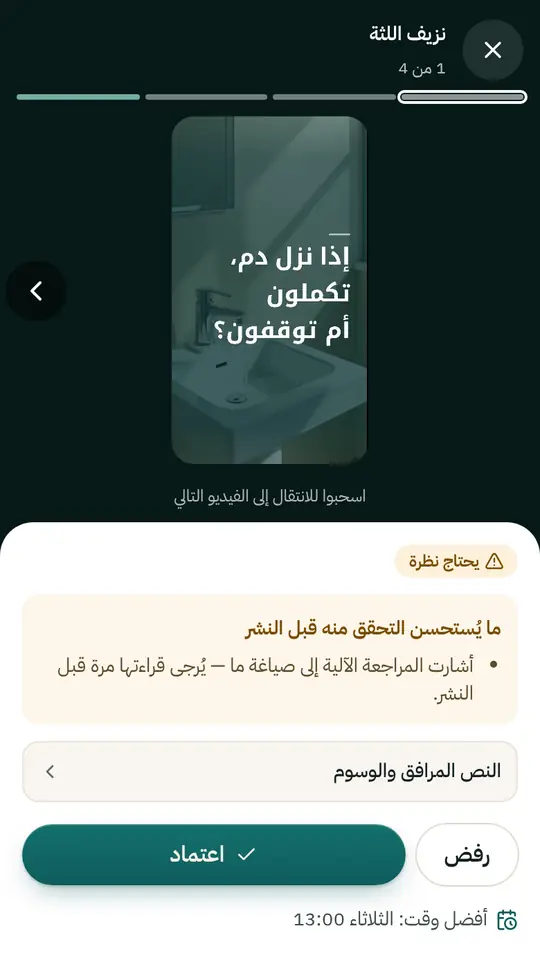 نزيف اللثة
1 من 4
إذا نزل دم،
تكملون
أم توقفون؟
اسحبوا للانتقال إلى الفيديو التالي
يحتاج نظرة
ما يُستحسن التحقق منه قبل النشر
• أشارت المراجعة الآلية إلى صياغة ما — يُرجى قراءتها مرة قبل
النشر.
النص المرافق والوسوم
رفض
اعتماد
أفضل وقت: الثلاثاء 13:00